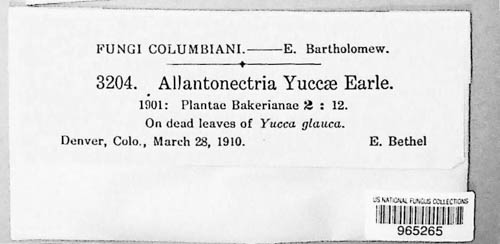 FUNGI COLUMBIANI.—E. Bartholomew.
3204. Allantonectria Yuccæ Earle.
1901: Plantae Bakerianae 2 : 12.
On dead leaves of Yucca glauca.
Denver, Colo., March 28, 1910. E. Bethel
US NATIONAL FUNGUS COLLECTIONS
965265